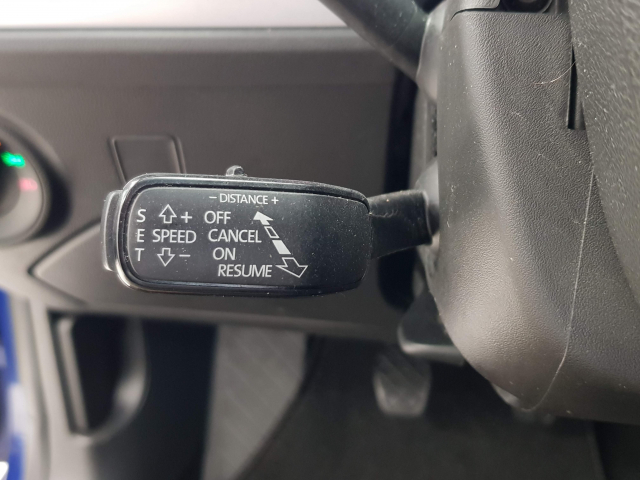 - DISTANCE +
S + OFF
E SPEED CANCEL
T - ON
RESUME